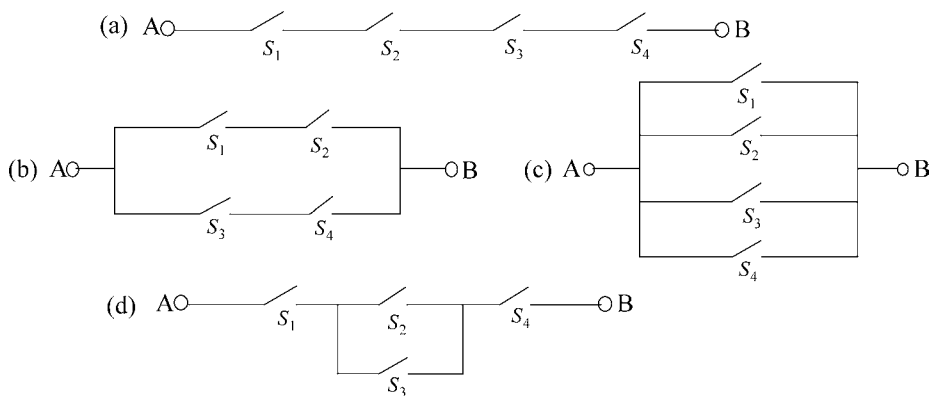 (a) A B
S1 S2 S3 S4
(b) A B
S1 S2
S3 S4
(c) A B
S1
S2
S3
S4
(d) A B
S1 S2 S4
S3